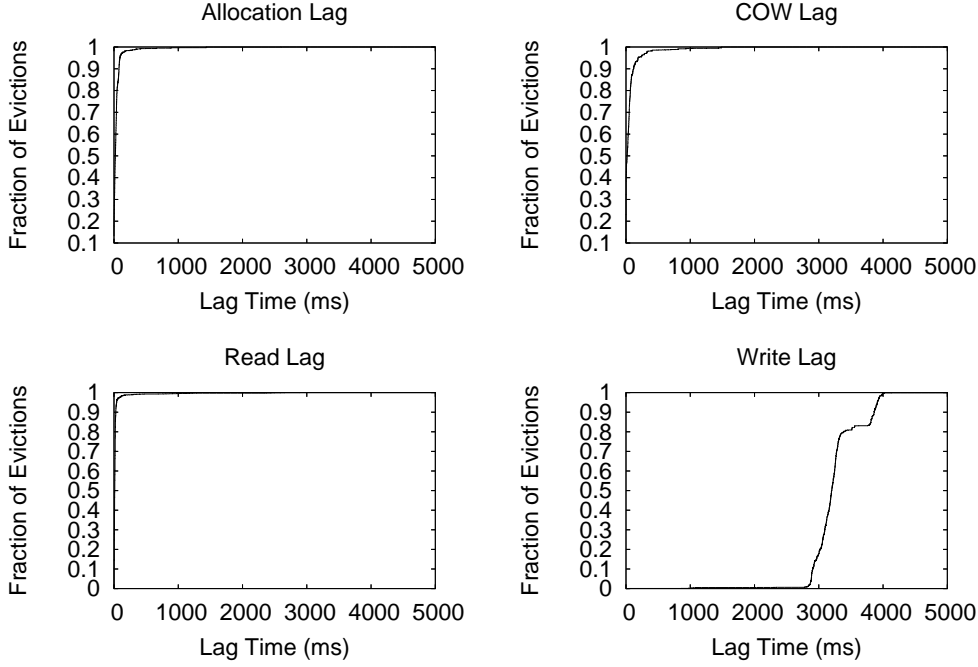 Allocation Lag
Fraction of Evictions
1
0.9
0.8
0.7
0.6
0.5
0.4
0.3
0.2
0.1
0 1000 2000 3000 4000 5000
Lag Time (ms)
COW Lag
Fraction of Evictions
1
0.9
0.8
0.7
0.6
0.5
0.4
0.3
0.2
0.1
0 1000 2000 3000 4000 5000
Lag Time (ms)
Read Lag
Fraction of Evictions
1
0.9
0.8
0.7
0.6
0.5
0.4
0.3
0.2
0.1
0
0 1000 2000 3000 4000 5000
Lag Time (ms)
Write Lag
Fraction of Evictions
1
0.9
0.8
0.7
0.6
0.5
0.4
0.3
0.2
0.1
0
0 1000 2000 3000 4000 5000
Lag Time (ms)